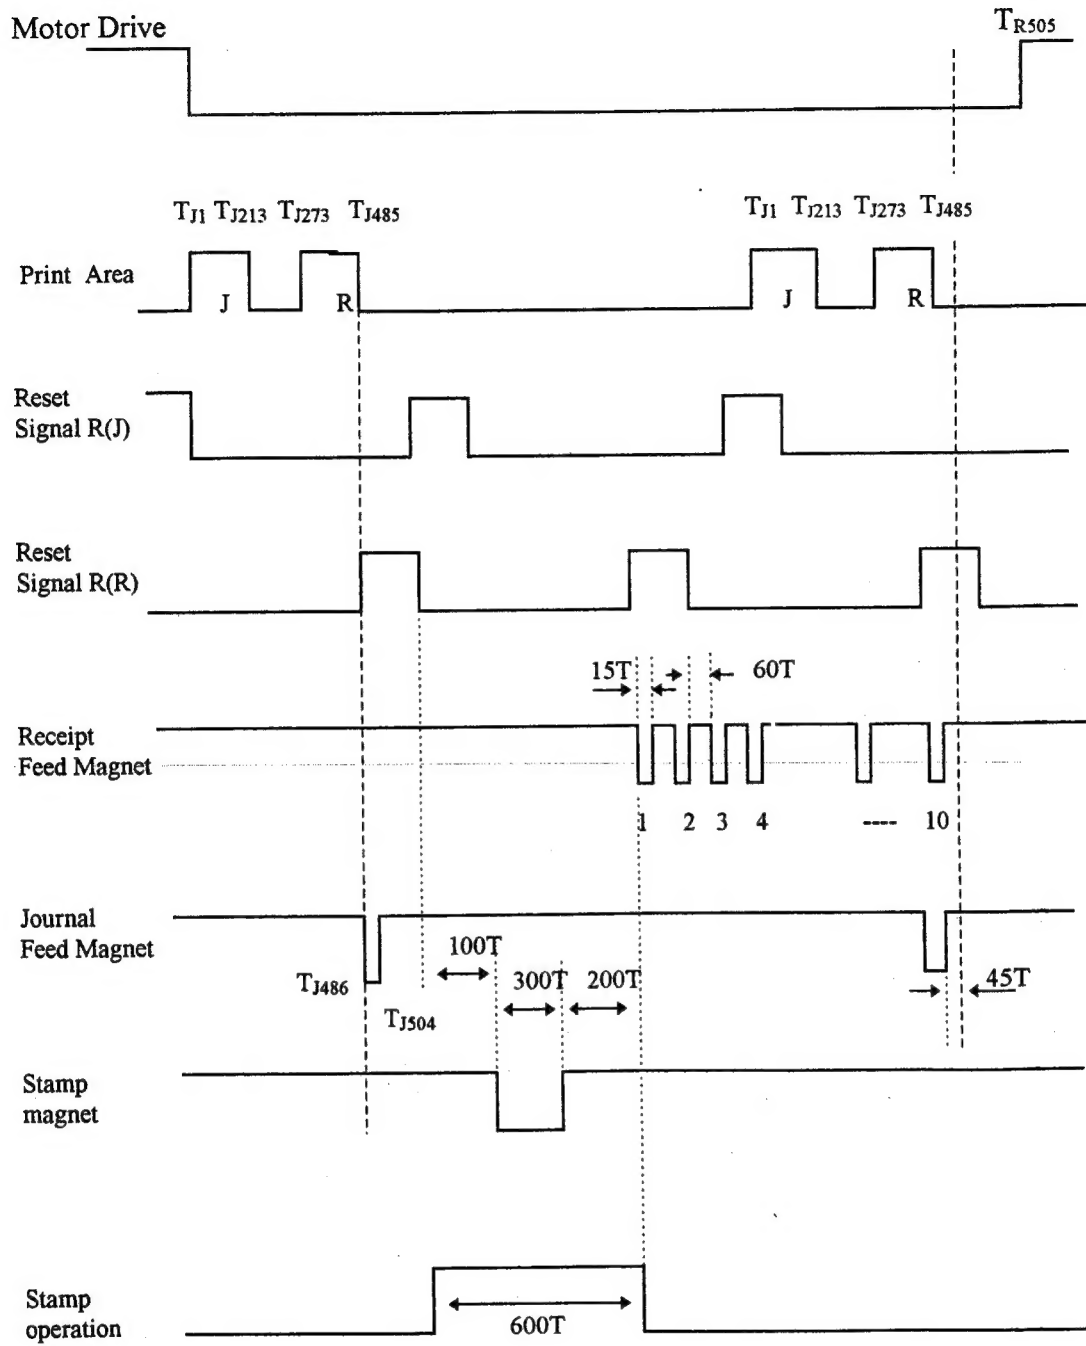 Motor Drive
TR505
TJ1 TJ213 TJ273 TJ485
TJ1 TJ213 TJ273 TJ485
Print Area
J R J R
Reset
Signal R(J)
Reset
Signal R(R)
15T 60T
Receipt
Feed Magnet
1 2 3 4 ---- 10
Journal
Feed Magnet
100T
TJ486 300T 200T 45T
TJ504
Stamp
magnet
Stamp
operation
600T